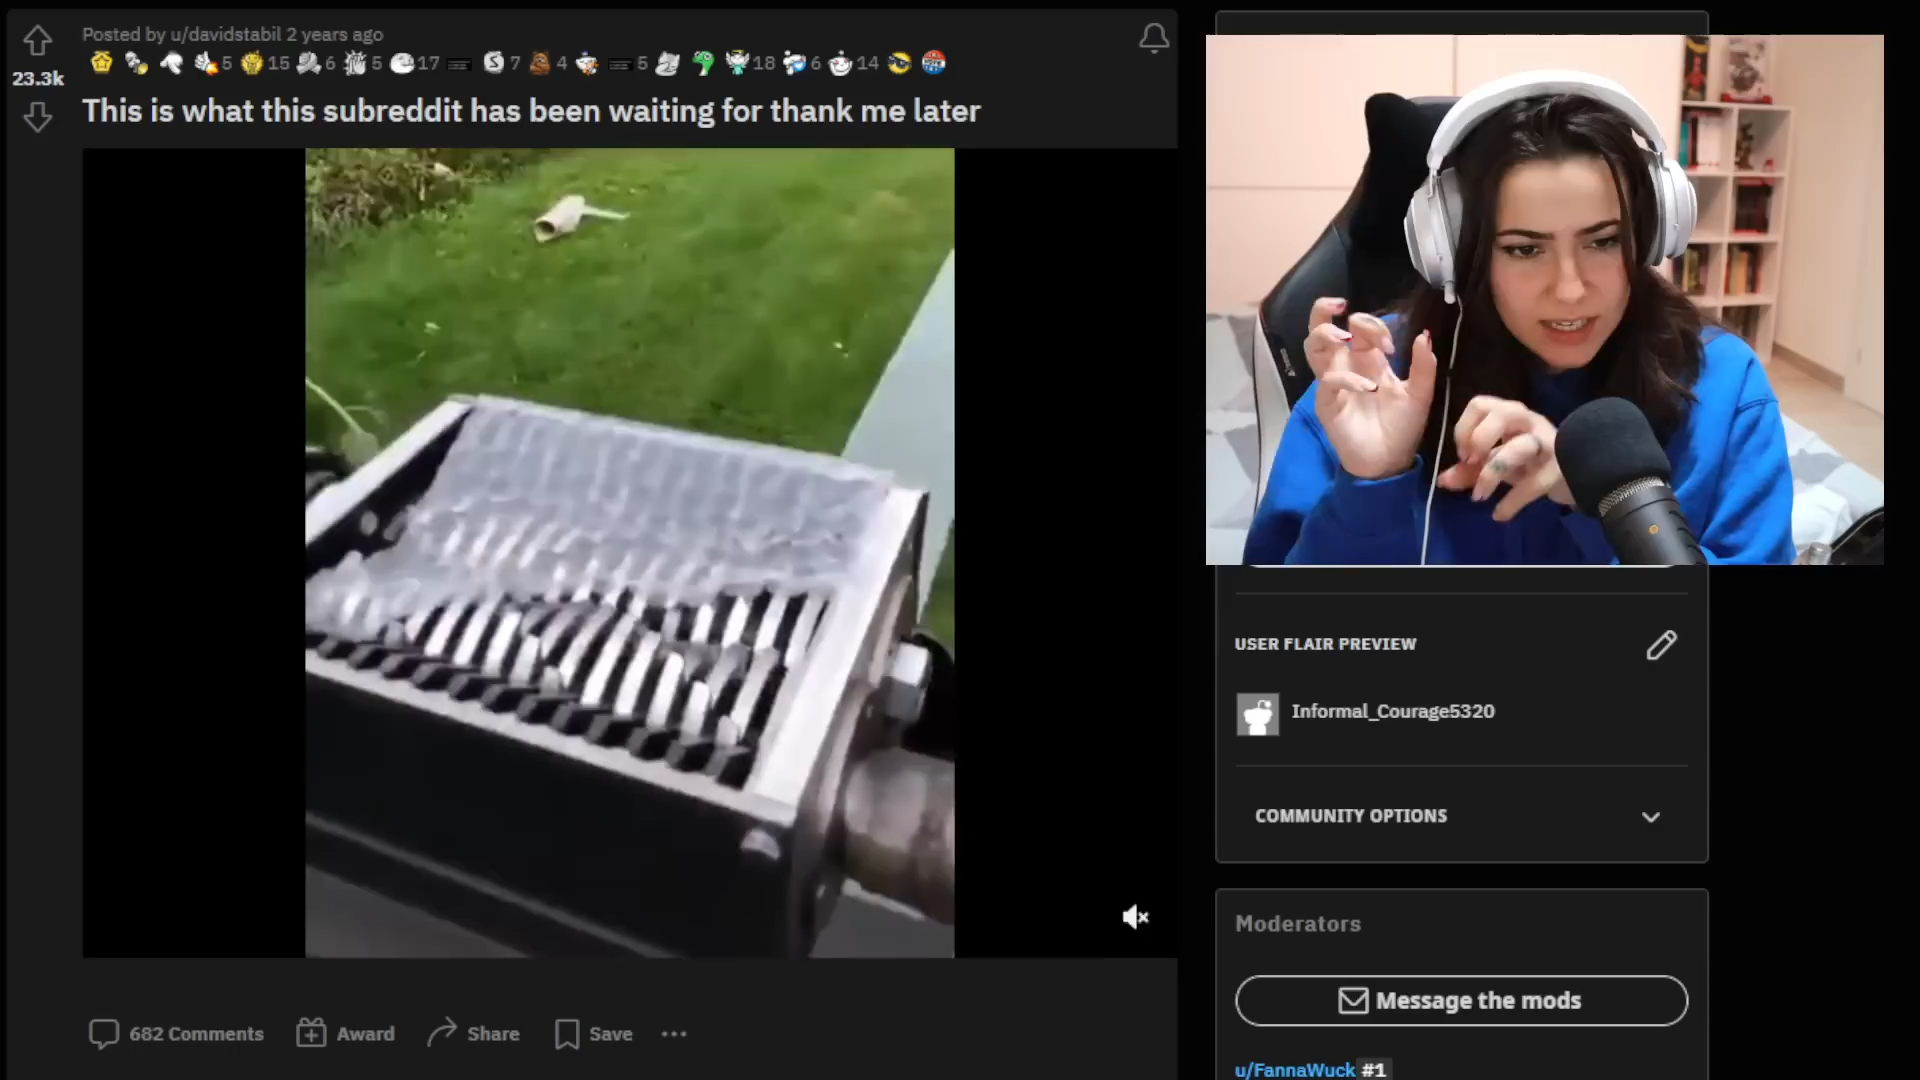 Posted by u/davidstabil 2 years ago
5 15 6 5 17 7 4 5 18 6 14
23.3k
This is what this subreddit has been waiting for thank me later
682 Comments Award Share Save
USER FLAIR PREVIEW
Informal_Courage5320
COMMUNITY OPTIONS
Moderators
Message the mods
u/FannaWuck #1